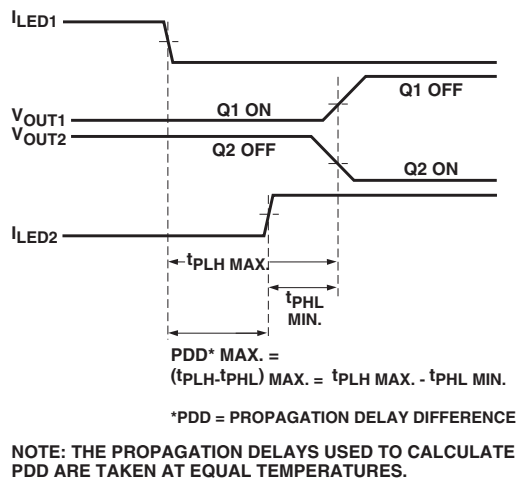 ILED1
Q1 OFF
VOUT1
Q1 ON
VOUT2
Q2 OFF
Q2 ON
ILED2
tPLH MAX.
tPHL
MIN.
PDD* MAX. =
(tPLH-tPHL) MAX. = tPLH MAX. - tPHL MIN.
*PDD = PROPAGATION DELAY DIFFERENCE
NOTE: THE PROPAGATION DELAYS USED TO CALCULATE
PDD ARE TAKEN AT EQUAL TEMPERATURES.